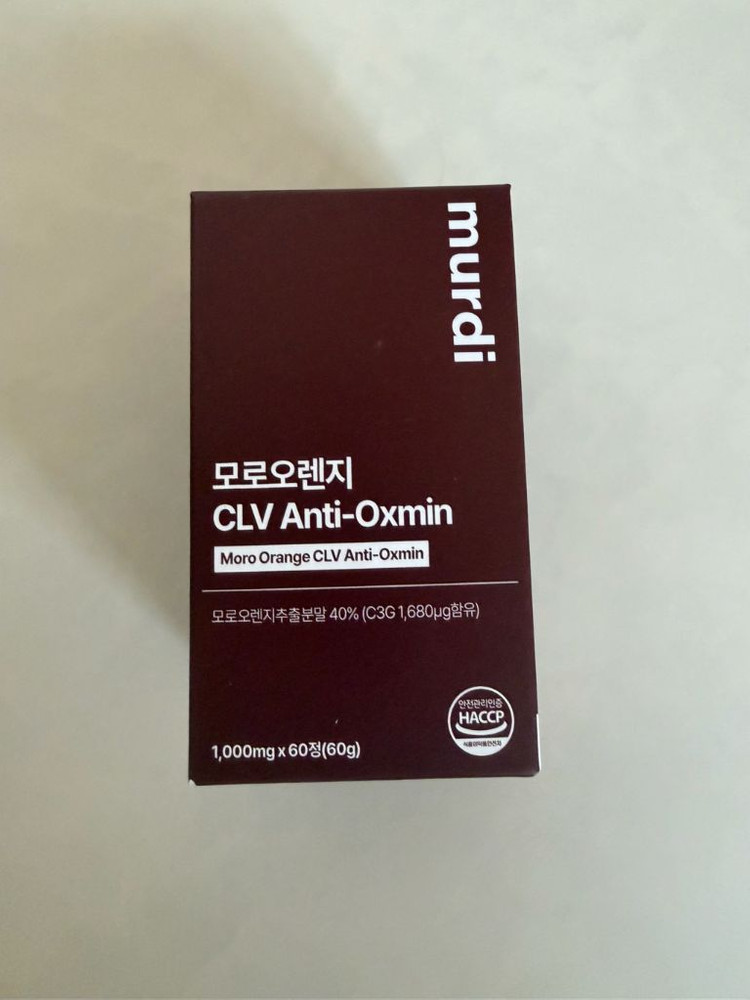 murdi
모로오렌지
CLV Anti-Oxmin
Moro Orange CLV Anti-Oxmin
모로오렌지추출분말 40% (C3G 1,680μg함유)
안전관리인증
HACCP
식품의약품안전처
1,000mg x 60정(60g)